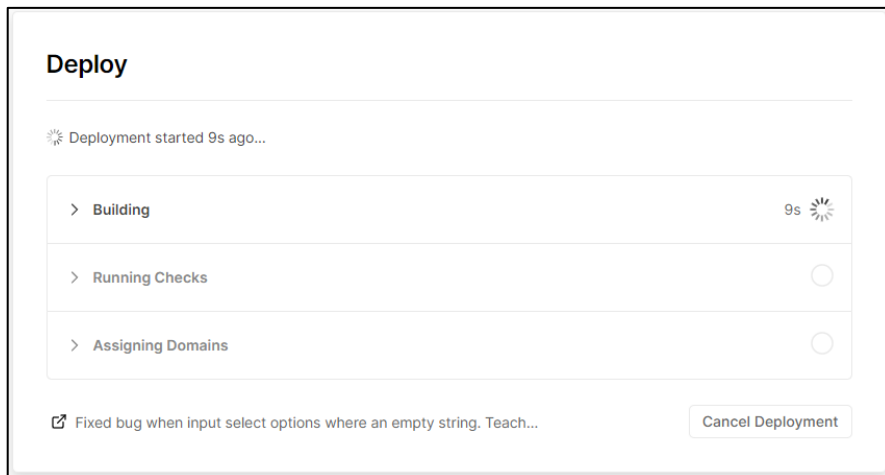 Deploy
Deployment started 9s ago...
Building 9s
Running Checks
Assigning Domains
Fixed bug when input select options where an empty string. Teach... Cancel Deployment